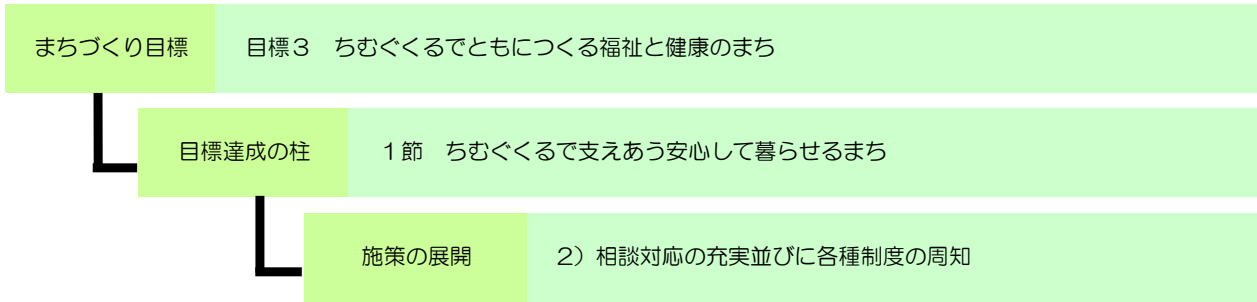 まちづくり目標　目標３　ちむぐくるでともにつくる福祉と健康のまち
目標達成の柱　１節　ちむぐくるで支えあう安心して暮らせるまち
施策の展開　２）相談対応の充実並びに各種制度の周知